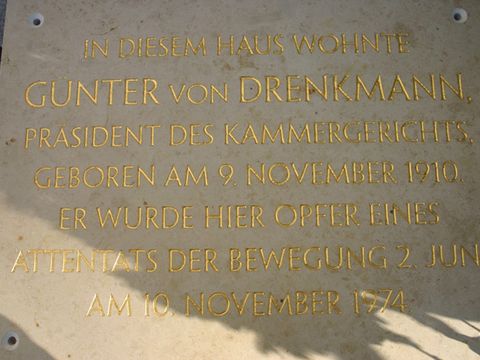 IN DIESEM HAUS WOHNTE
GÜNTER VON DRENKMANN,
PRÄSIDENT DES KAMMERGERICHTS,
GEBOREN AM 9. NOVEMBER 1910.
ER WURDE HIER OPFER EINES
ATTENTATS DER BEWEGUNG 2. JUNI
AM 10. NOVEMBER 1974